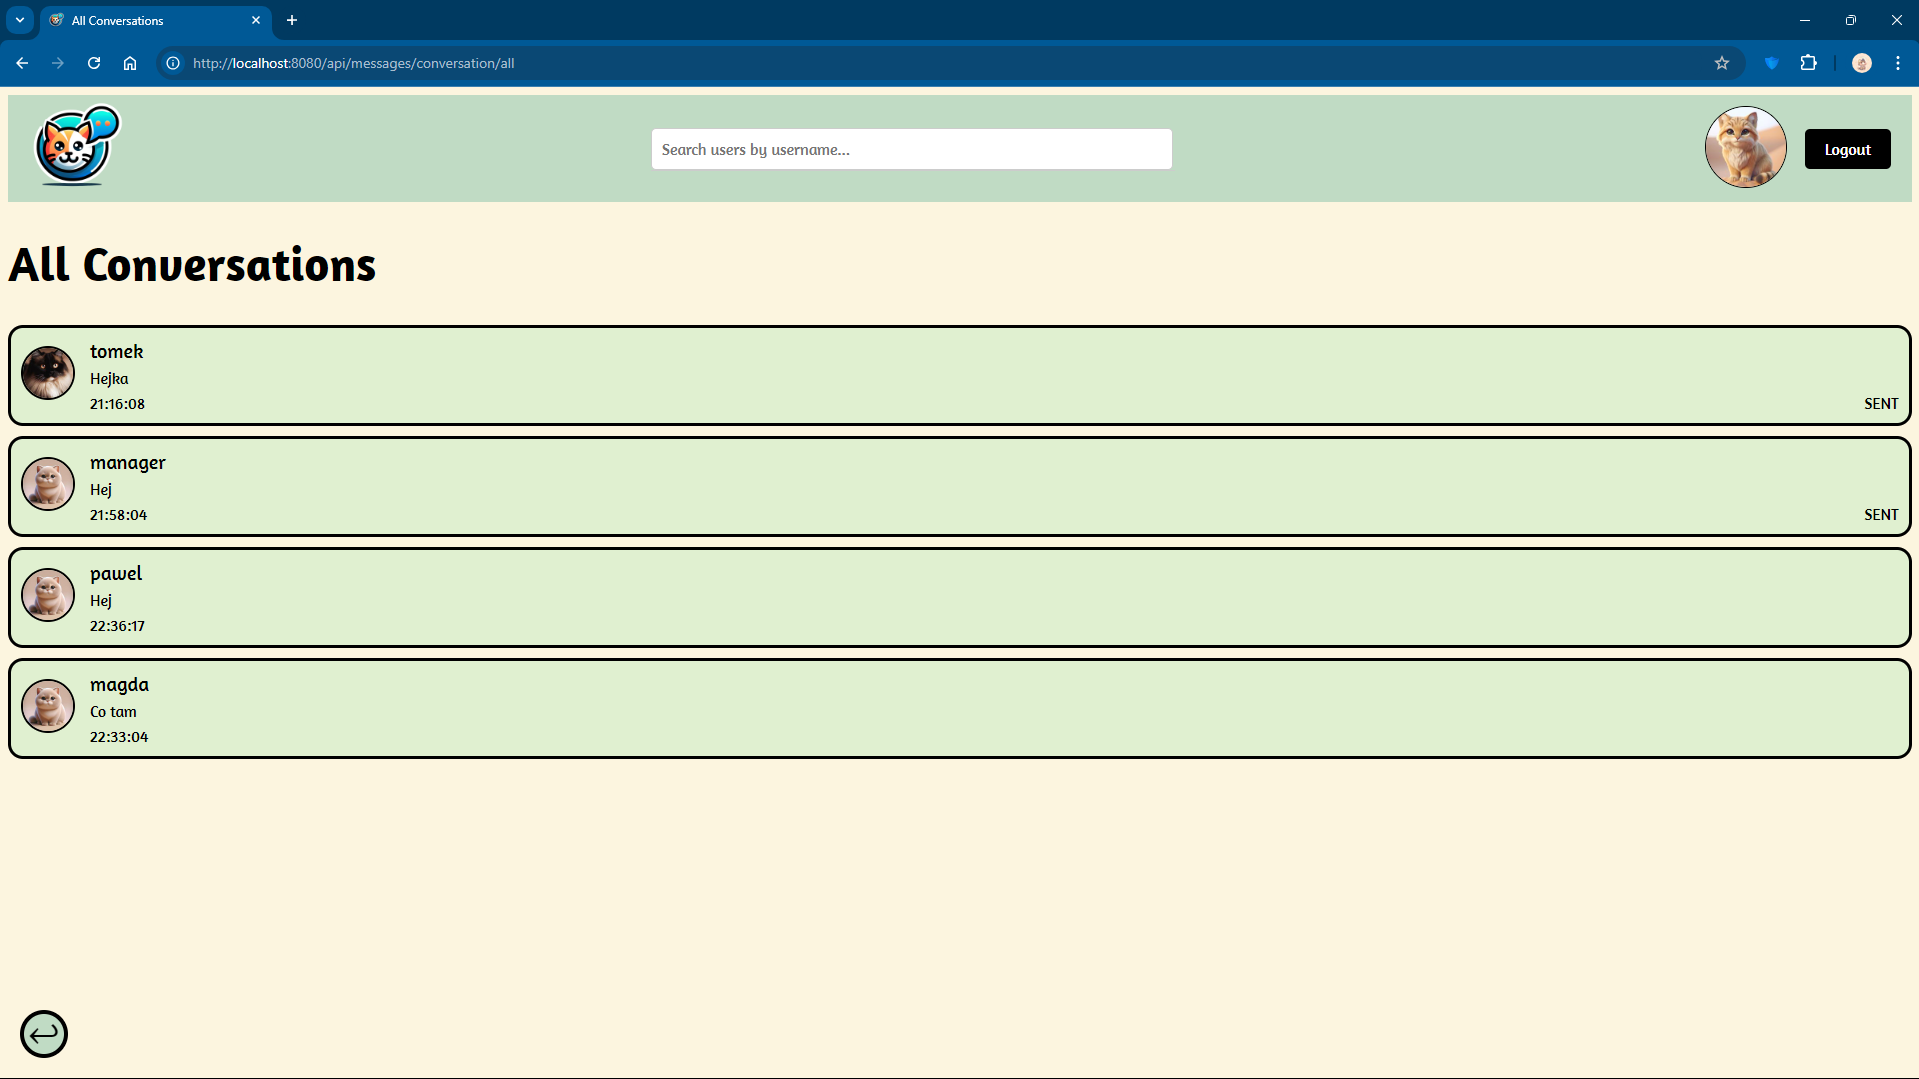 All Conversations
http://localhost:8080/api/messages/conversation/all
Search users by username...
Logout
All Conversations
tomek
Hejka
21:16:08
SENT
manager
Hej
21:58:04
SENT
pawel
Hej
22:36:17
magda
Co tam
22:33:04